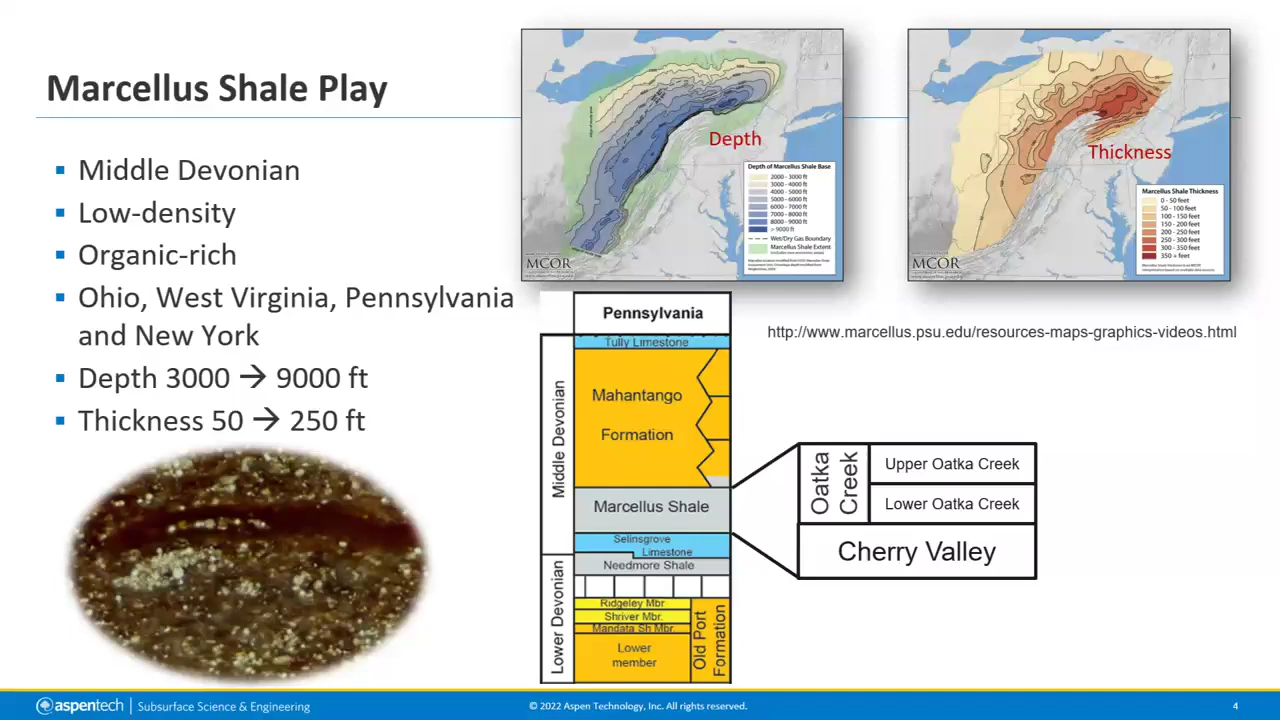 Marcellus Shale Play
Middle Devonian
Low-density
Organic-rich
Ohio, West Virginia, Pennsylvania
and New York
Depth 3000 → 9000 ft
Thickness 50 → 250 ft
Depth
Depth of Marcellus Shale Base
2000 - 3000 ft
3000 - 4000 ft
4000 - 5000 ft
5000 - 6000 ft
6000 - 7000 ft
7000 - 8000 ft
8000 - 9000 ft
> 9000 ft
Wet/Dry Gas Boundary
Marcellus Shale Extent
MCOR
Thickness
Marcellus Shale Thickness
0 - 50 feet
50 - 100 feet
100 - 150 feet
150 - 200 feet
200 - 250 feet
250 - 300 feet
300 - 350 feet
350 + feet
MCOR
http://www.marcellus.psu.edu/resources-maps-graphics-videos.html
Pennsylvania
Middle Devonian
Tully Limestone
Mahantango
Formation
Marcellus Shale
Selinsgrove
Limestone
Lower Devonian
Needmore Shale
Ridgeley Mbr
Shriver Mbr.
Mandata Sh Mbr.
Lower
member
Old Port
Formation
Oatka
Creek
Upper Oatka Creek
Lower Oatka Creek
Cherry Valley
aspentech | Subsurface Science & Engineering
© 2022 Aspen Technology, Inc. All rights reserved.
4